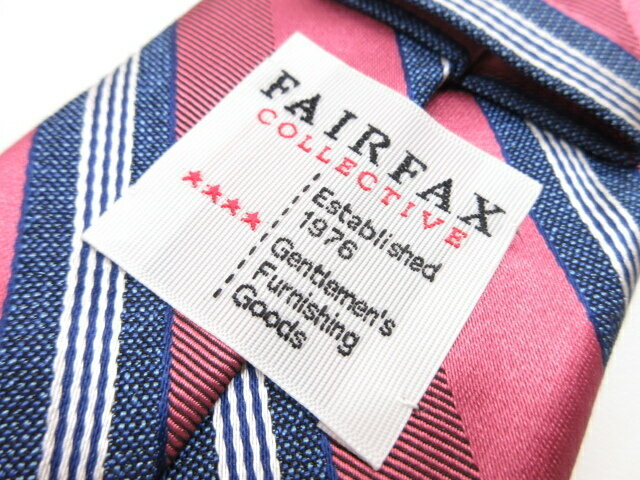 FAIRFAX
COLLECTIVE
★★★★
Established
1976
Gentlemen's
Furnishing
Goods